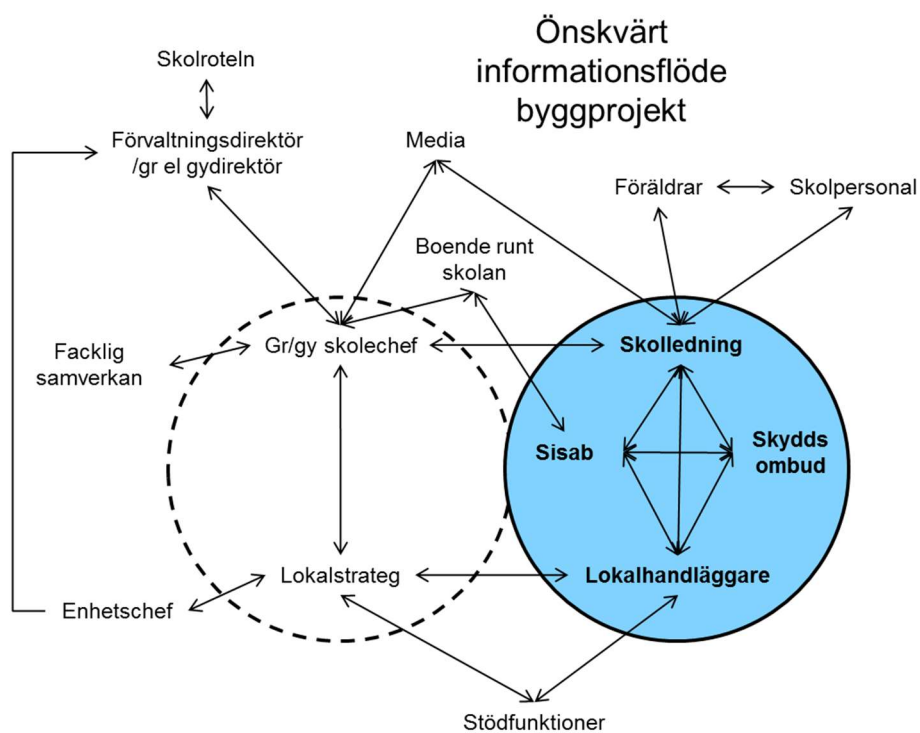 Önskvärt
informationsflöde
byggprojekt
Skolroteln
Förvaltningsdirektör
/gr el gydirektör
Media
Föräldrar
Skolpersonal
Boende runt
skolan
Gr/gy skolechef
Skolledning
Facklig
samverkan
Sisab
Skydds
ombud
Lokalstrateg
Lokalhandläggare
Enhetschef
Stödfunktioner